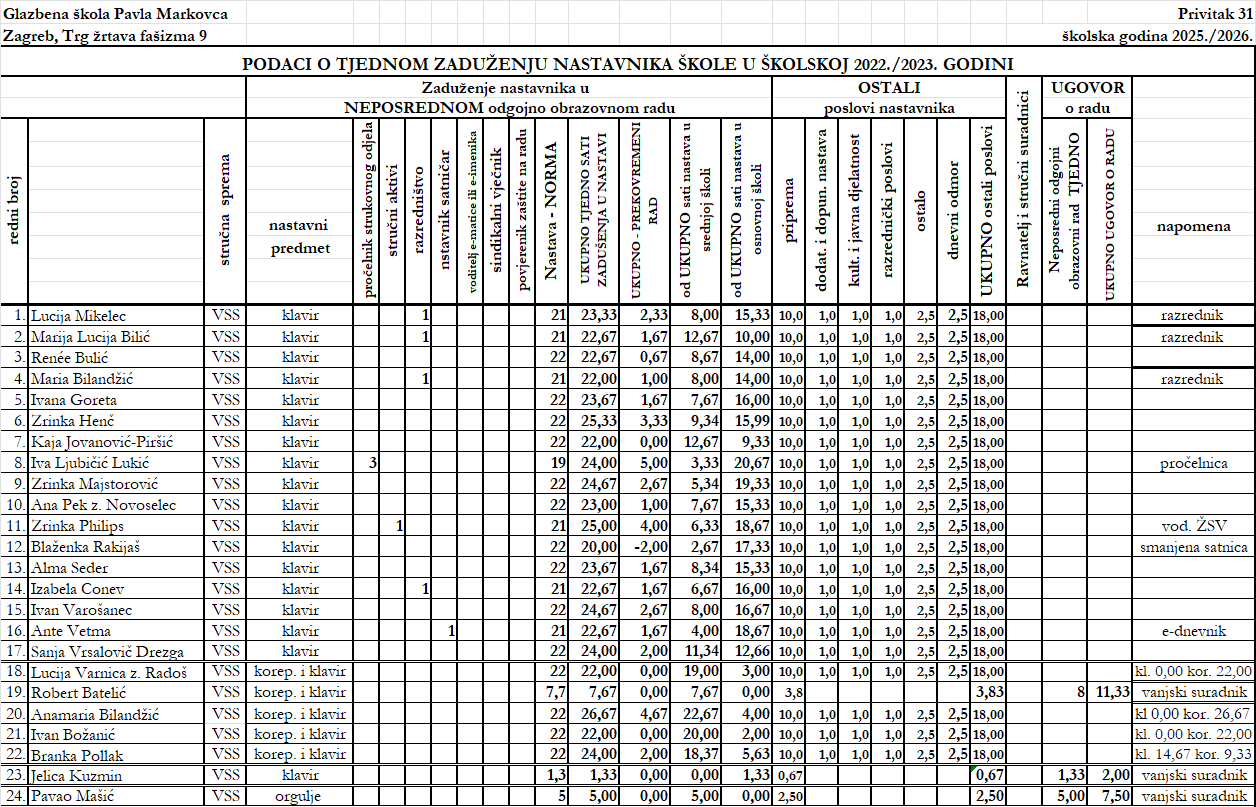 Glazbena škola Pavla Markovca Privitak 31
Zagreb, Trg žrtava fašizma 9 školska godina 2025./2026.
PODACI O TJEDNOM ZADUŽENJU NASTAVNIKA ŠKOLE U ŠKOLSKOJ 2022./2023. GODINI
Zaduženje nastavnika u OSTALI UGOVOR
NEPOSREDNOM odgojno obrazovnom radu poslovi nastavnika o radu
redni broj
stručna sprema
nastavni
predmet
pročelnik strukovnog odjela
stručni aktivi
razredništvo
nstavnik satničar
voditelj e-matice ili e-imenika
sindikalni vječnik
povjerenik zaštite na radu
Nastava - NORMA
UKUPNO TJEDNO SATI
ZADUŠENJA U NASTAVI
UKUPNO - PREKOVREMENI
RAD
od UKUPNO sati nastava u
srednjoj školi
od UKUPNO sati nastava u
osnovnoj školi
priprema
dodat. i dopun. nastava
kult. i javna djelatnost
razrednički poslovi
ostalo
dnevni odmor
UKUPNO ostali poslovi
Ravnatelj i stručni suradnici
Neposredni odgojni
obrazovni rad TJEDNO
UKUPNO UGOVOR O RADU
napomena
1. Lucija Mikelec VSS klavir 1 21 23,33 2,33 8,00 15,33 10,0 1,0 1,0 1,0 2,5 2,5 18,00 razrednik
2. Marija Lucija Bilić VSS klavir 1 21 22,67 1,67 12,67 10,00 10,0 1,0 1,0 1,0 2,5 2,5 18,00 razrednik
3. Renée Bulić VSS klavir 22 22,67 0,67 8,67 14,00 10,0 1,0 1,0 1,0 2,5 2,5 18,00
4. Maria Bilandžić VSS klavir 1 21 22,00 1,00 8,00 14,00 10,0 1,0 1,0 1,0 2,5 2,5 18,00 razrednik
5. Ivana Goreta VSS klavir 22 23,67 1,67 7,67 16,00 10,0 1,0 1,0 1,0 2,5 2,5 18,00
6. Zrinka Henč VSS klavir 22 25,33 3,33 9,34 15,99 10,0 1,0 1,0 1,0 2,5 2,5 18,00
7. Kaja Jovanović-Piršić VSS klavir 22 22,00 0,00 12,67 9,33 10,0 1,0 1,0 1,0 2,5 2,5 18,00
8. Iva Ljubičić Lukić VSS klavir 3 19 24,00 5,00 3,33 20,67 10,0 1,0 1,0 1,0 2,5 2,5 18,00 pročelnica
9. Zrinka Majstorović VSS klavir 22 24,67 2,67 5,34 19,33 10,0 1,0 1,0 1,0 2,5 2,5 18,00
10. Ana Pek z. Novoselec VSS klavir 22 23,00 1,00 7,67 15,33 10,0 1,0 1,0 1,0 2,5 2,5 18,00
11. Zrinka Philips VSS klavir 1 21 25,00 4,00 6,33 18,67 10,0 1,0 1,0 1,0 2,5 2,5 18,00 vod. ŽSV
12. Blaženka Rakijaš VSS klavir 22 20,00 -2,00 2,67 17,33 10,0 1,0 1,0 1,0 2,5 2,5 18,00 smanjena satnica
13. Alma Seder VSS klavir 22 23,67 1,67 8,34 15,33 10,0 1,0 1,0 1,0 2,5 2,5 18,00
14. Izabela Conev VSS klavir 1 21 22,67 1,67 6,67 16,00 10,0 1,0 1,0 1,0 2,5 2,5 18,00
15. Ivan Varošanec VSS klavir 22 24,67 2,67 8,00 16,67 10,0 1,0 1,0 1,0 2,5 2,5 18,00
16. Ante Vetma VSS klavir 1 21 22,67 1,67 4,00 18,67 10,0 1,0 1,0 1,0 2,5 2,5 18,00 e-dnevnik
17. Sanja Vrsalovič Drezga VSS klavir 22 24,00 2,00 11,34 12,66 10,0 1,0 1,0 1,0 2,5 2,5 18,00
18. Lucija Varnica z. Radoš VSS korep. i klavir 22 22,00 0,00 19,00 3,00 10,0 1,0 1,0 1,0 2,5 2,5 18,00 kl. 0,00 kor. 22,00
19. Robert Batelić VSS korep. i klavir 7,7 7,67 0,00 7,67 0,00 3,8 3,83 8 11,33 vanjski suradnik
20. Anamaria Bilandžić VSS korep. i klavir 22 26,67 4,67 22,67 4,00 10,0 1,0 1,0 1,0 2,5 2,5 18,00 kl 0,00 kor. 26,67
21. Ivan Božanić VSS korep. i klavir 22 22,00 0,00 20,00 2,00 10,0 1,0 1,0 1,0 2,5 2,5 18,00 kl. 0,00 kor. 22,00
22. Branka Pollak VSS korep. i klavir 22 24,00 2,00 18,37 5,63 10,0 1,0 1,0 1,0 2,5 2,5 18,00 kl. 14,67 kor. 9,33
23. Jelica Kuzmin VSS klavir 1,3 1,33 0,00 0,00 1,33 0,67 0,67 1,33 2,00 vanjski suradnik
24. Pavao Mašić VSS orgulje 5 5,00 0,00 5,00 0,00 2,50 2,50 5,00 7,50 vanjski suradnik